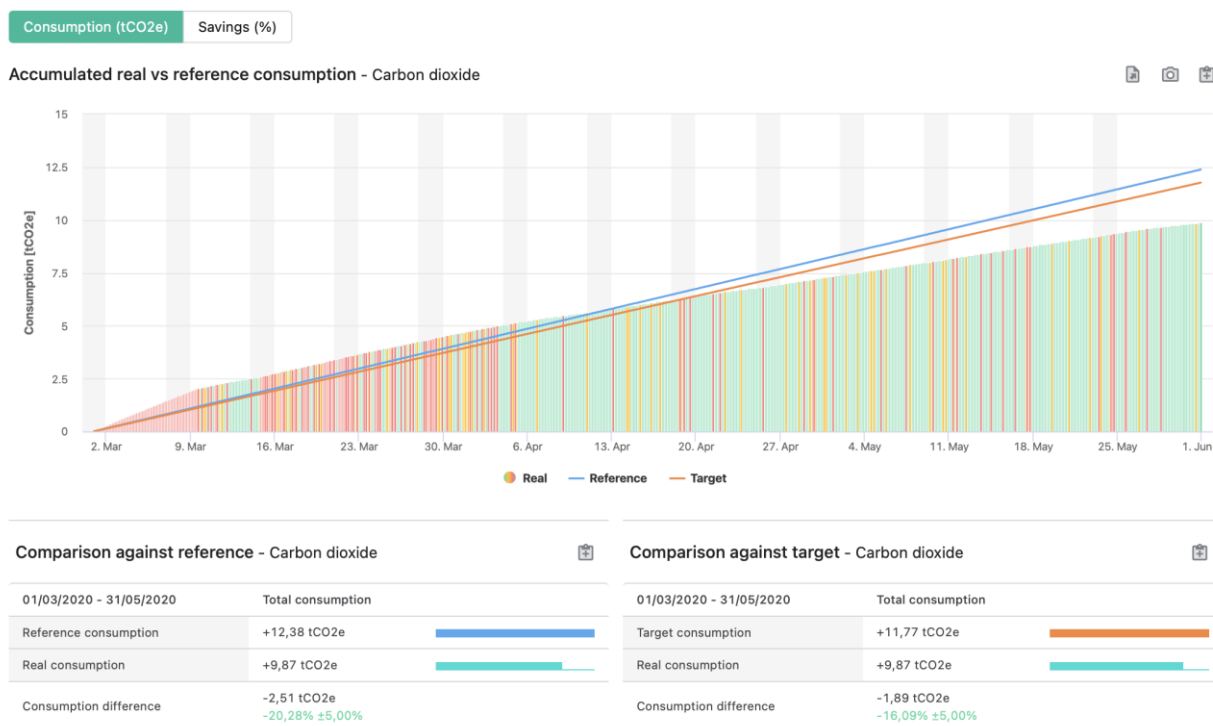 Consumption (tCO2e) Savings (%)
Accumulated real vs reference consumption - Carbon dioxide
15
12.5
10
7.5
5
2.5
0
Consumption [tCO2e]
2. Mar 9. Mar 16. Mar 23. Mar 30. Mar 6. Apr 13. Apr 20. Apr 27. Apr 4. May 11. May 18. May 25. May 1. Jun
Real Reference Target
Comparison against reference - Carbon dioxide
01/03/2020 - 31/05/2020 Total consumption
Reference consumption +12,38 tCO2e
Real consumption +9,87 tCO2e
Consumption difference -2,51 tCO2e
-20,28% ±5,00%
Comparison against target - Carbon dioxide
01/03/2020 - 31/05/2020 Total consumption
Target consumption +11,77 tCO2e
Real consumption +9,87 tCO2e
Consumption difference -1,89 tCO2e
-16,09% ±5,00%